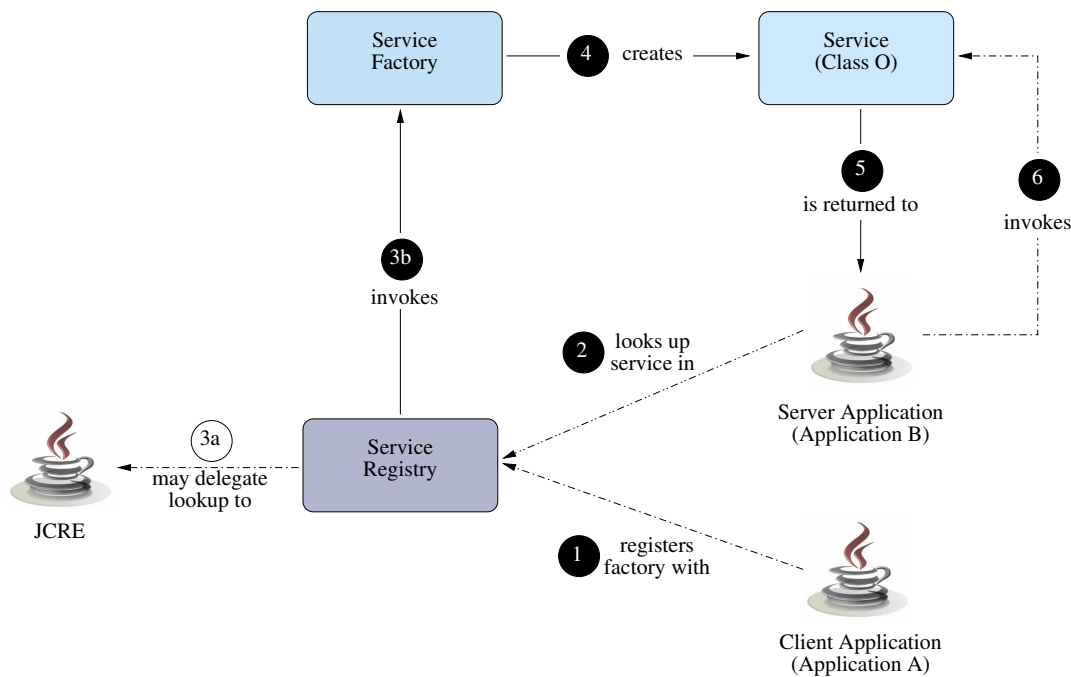 Service
Factory
4
creates
Service
(Class O)
5
is returned to
6
invokes
3b
invokes
2
looks up
service in
Server Application
(Application B)
3a
may delegate
lookup to
JCRE
Service
Registry
1
registers
factory with
Client Application
(Application A)